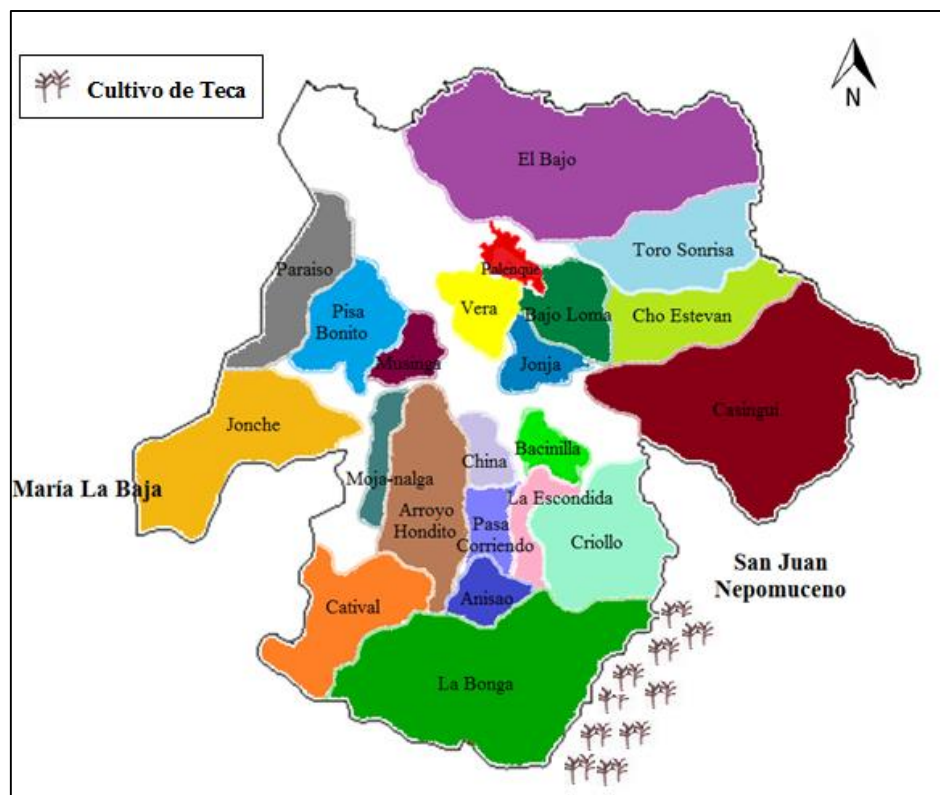 Cultivo de Teca
N
El Bajo
Toro Sonrisa
Paraiso
Palenque
Pisa
Bonito
Vera
Bajo Loma
Cho Estevan
Musinga
Jonja
Casingui
Jonche
Bacinilla
China
María La Baja
Moja-nalga
La Escondida
Arroyo
Hondito
Pasa
Corriendo
Criollo
San Juan
Nepomuceno
Catival
Anisao
La Bonga